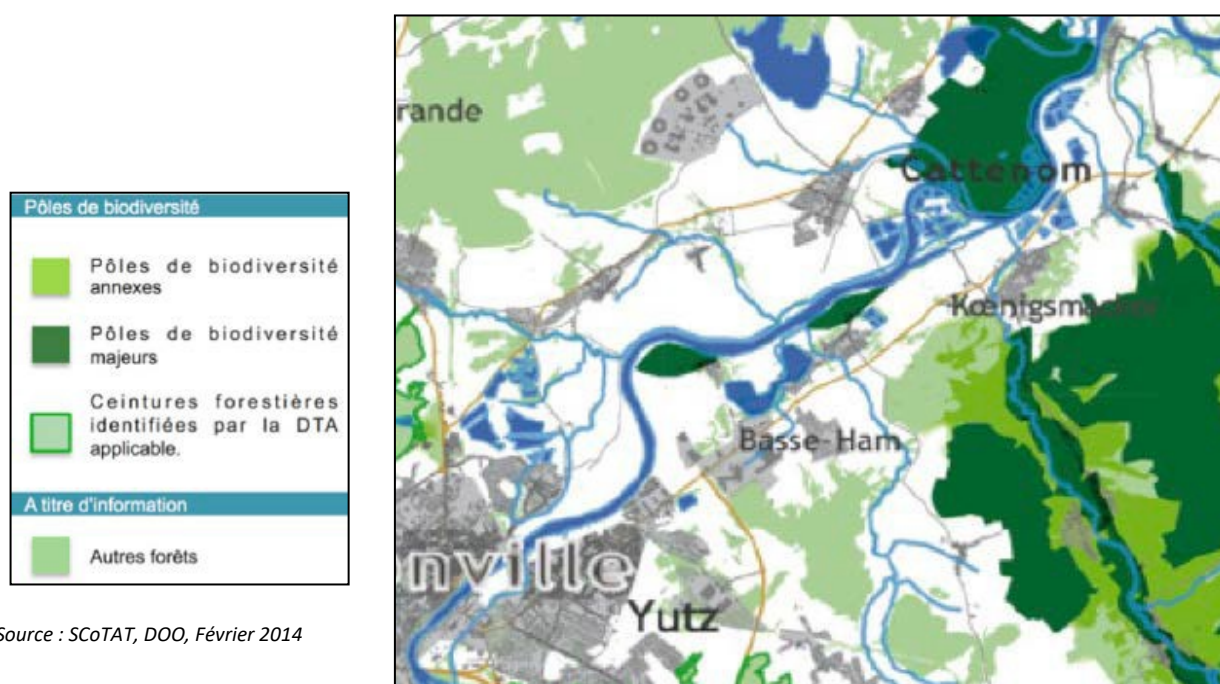 Pôles de biodiversité
Pôles de biodiversité
annexes
Pôles de biodiversité
majeurs
Ceintures forestières
identifiées par la DTA
applicable.
A titre d'information
Autres forêts
Source : SCoTAT, DOO, Février 2014
rande
Cattenom
Kœnigsmacker
Basse-Ham
nville
Yutz